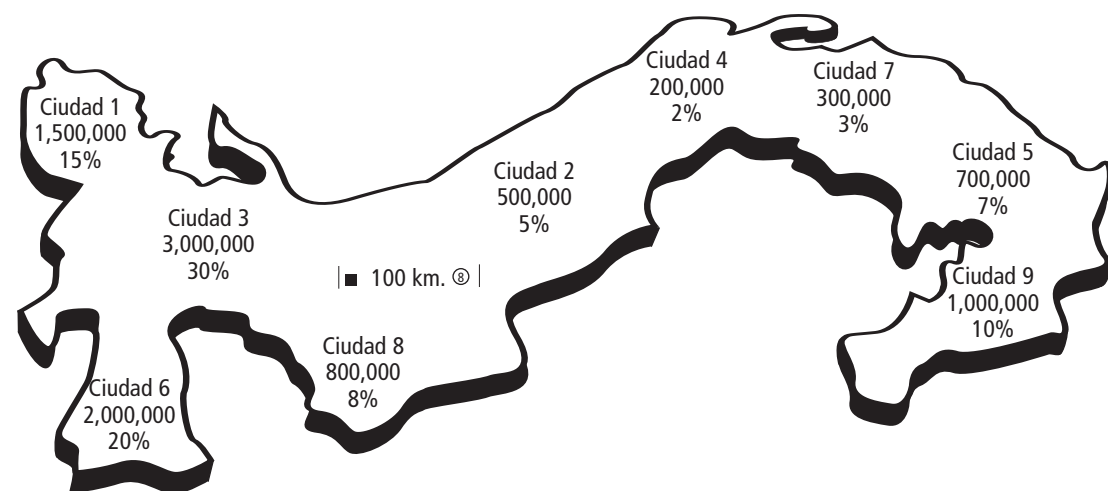 Ciudad 1
1,500,000
15%
Ciudad 4
200,000
2%
Ciudad 7
300,000
3%
Ciudad 2
500,000
5%
Ciudad 5
700,000
7%
Ciudad 3
3,000,000
30%
100 km. ⑧
Ciudad 9
1,000,000
10%
Ciudad 8
800,000
8%
Ciudad 6
2,000,000
20%